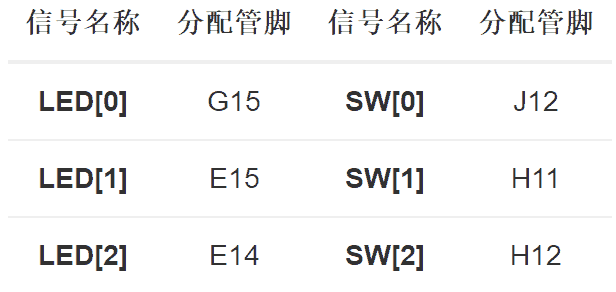 信号名称 分配管脚 信号名称 分配管脚
LED[0] G15 SW[0] J12
LED[1] E15 SW[1] H11
LED[2] E14 SW[2] H12